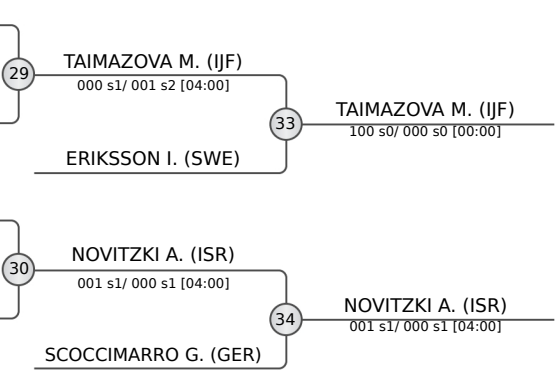 TAIMAZOVA M. (IJF)
29
000 s1/ 001 s2 [04:00]
TAIMAZOVA M. (IJF)
33
100 s0/ 000 s0 [00:00]
ERIKSSON I. (SWE)
NOVITZKI A. (ISR)
30
001 s1/ 000 s1 [04:00]
NOVITZKI A. (ISR)
34
001 s1/ 000 s1 [04:00]
SCOCCIMARRO G. (GER)